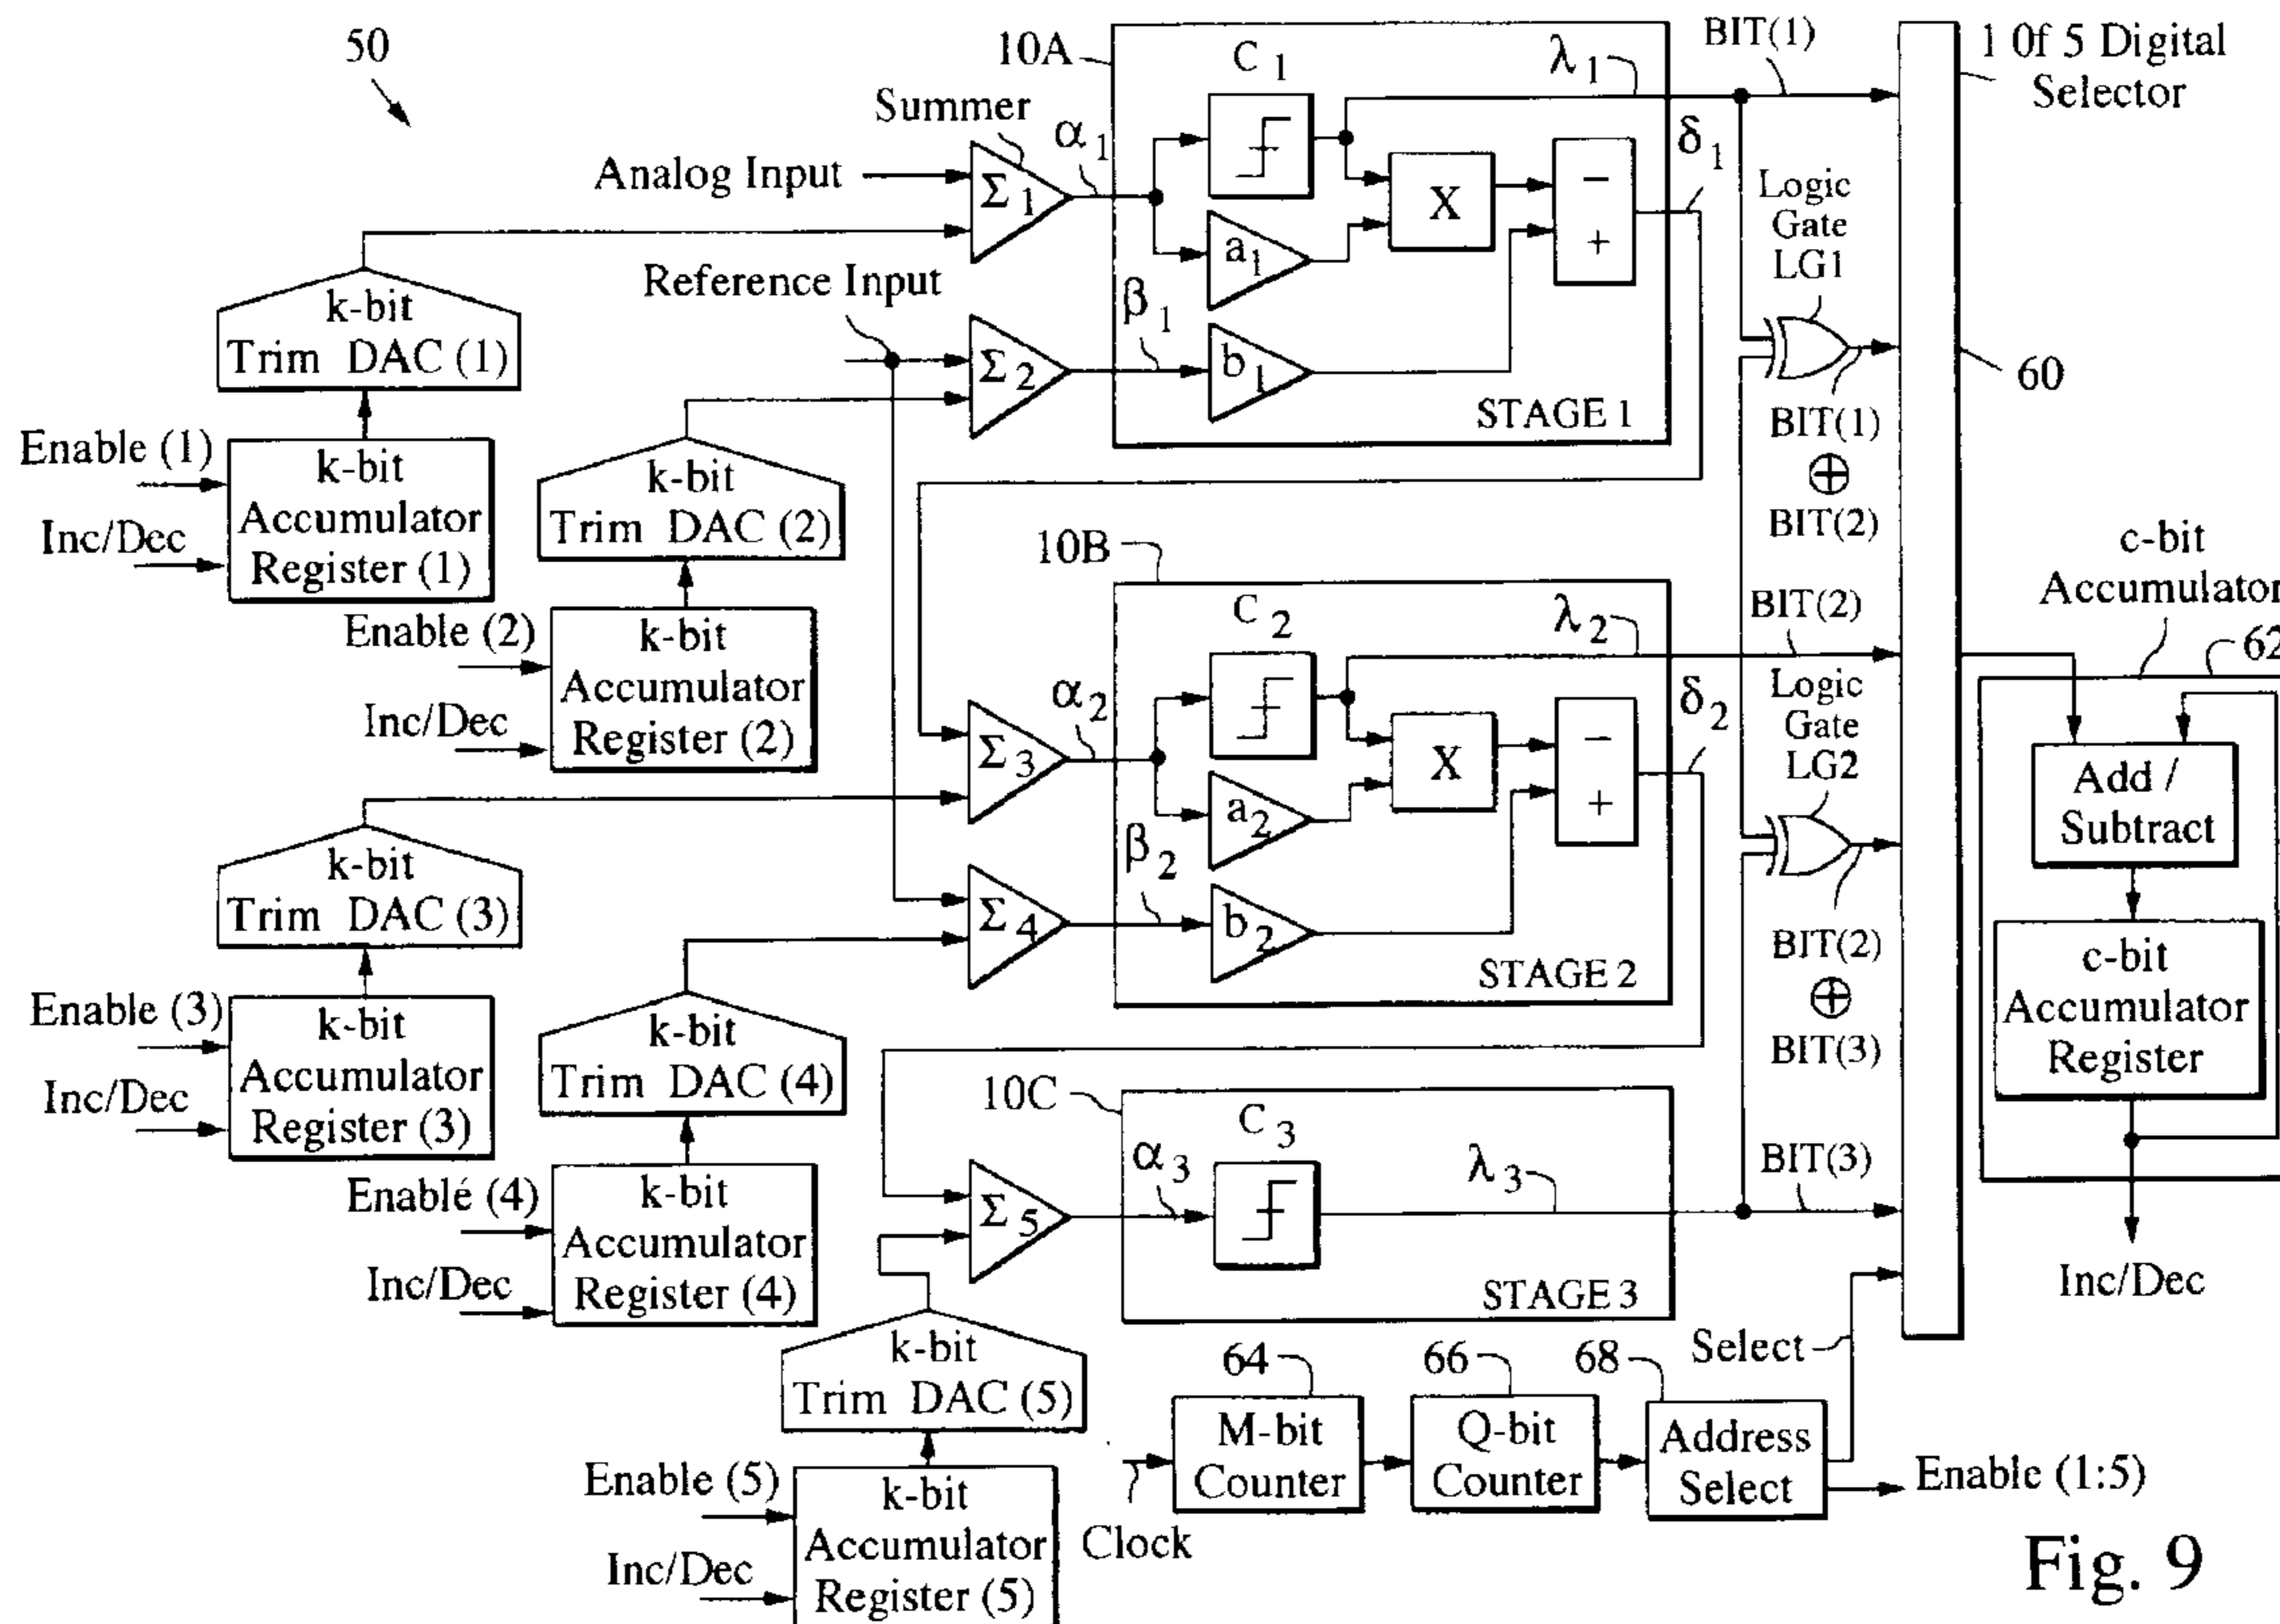 50
Summer
Analog Input
Σ 1
α 1
10A
C 1
λ 1
BIT(1)
1 Of 5 Digital
Selector
a 1
X
−
+
δ 1
Logic
Gate
LG1
Reference Input
Σ 2
β 1
b 1
STAGE 1
60
BIT(1)
⊕
BIT(2)
k-bit
Trim DAC (1)
Enable (1)
Inc/Dec
k-bit
Accumulator
Register (1)
k-bit
Trim DAC (2)
Enable (2)
Inc/Dec
k-bit
Accumulator
Register (2)
10B
C 2
λ 2
BIT(2)
Σ 3
α 2
a 2
X
−
+
δ 2
Logic
Gate
LG2
Σ 4
β 2
b 2
STAGE 2
BIT(2)
⊕
BIT(3)
c-bit
Accumulator
62
Add /
Subtract
c-bit
Accumulator
Register
Inc/Dec
k-bit
Trim DAC (3)
Enable (3)
Inc/Dec
k-bit
Accumulator
Register (3)
k-bit
Trim DAC (4)
Enable (4)
Inc/Dec
k-bit
Accumulator
Register (4)
10C
Σ 5
α 3
C 3
λ 3
BIT(3)
STAGE 3
k-bit
Trim DAC (5)
Enable (5)
Inc/Dec
k-bit
Accumulator
Register (5)
Clock
64
M-bit
Counter
66
Q-bit
Counter
68
Address
Select
Select
Enable (1:5)
Fig. 9